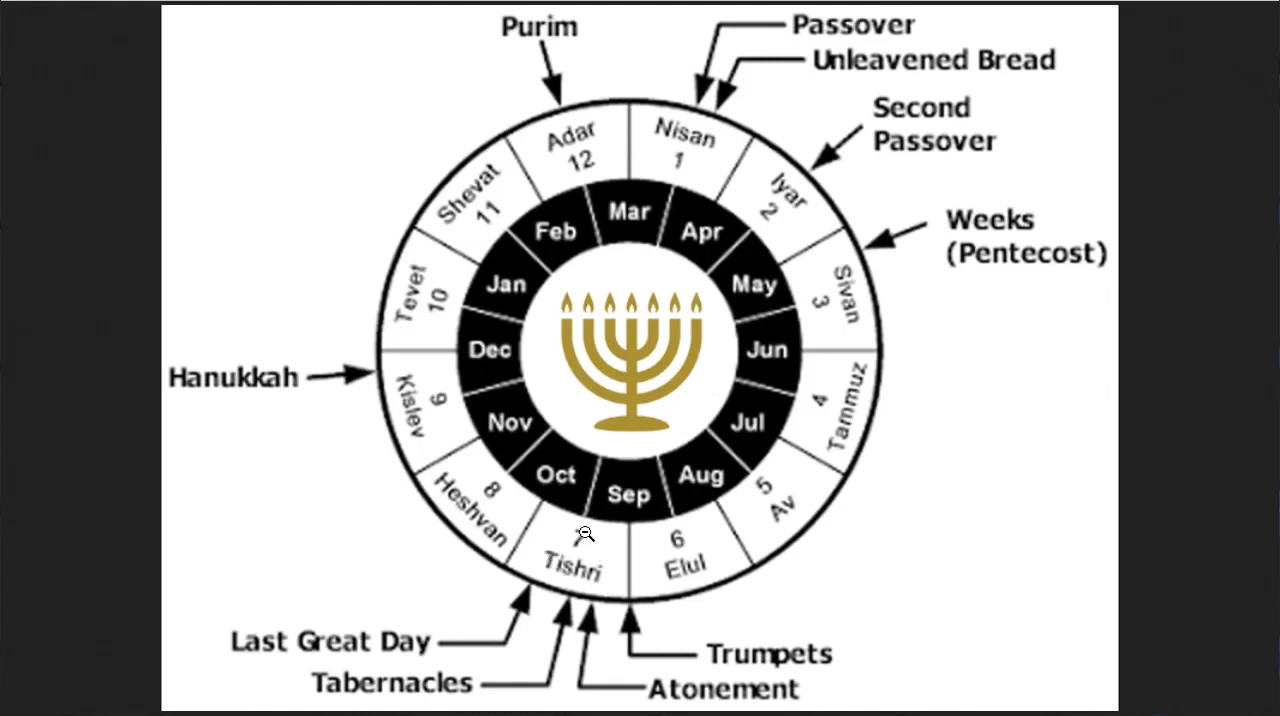 Purim
Passover
Unleavened Bread
Second
Passover
Weeks
(Pentecost)
Hanukkah
Last Great Day
Tabernacles
Trumpets
Atonement
Nisan
1
Iyar
2
Sivan
3
Tammuz
4
Av
5
Elul
6
Tishri
7
Heshvan
8
Kislev
9
Tevet
10
Shevat
11
Adar
12
Mar
Apr
May
Jun
Jul
Aug
Sep
Oct
Nov
Dec
Jan
Feb